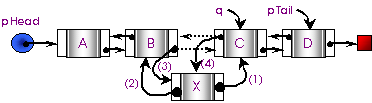 pHead
q
pTail
A
B
C
D
(3)
(4)
(2)
X
(1)